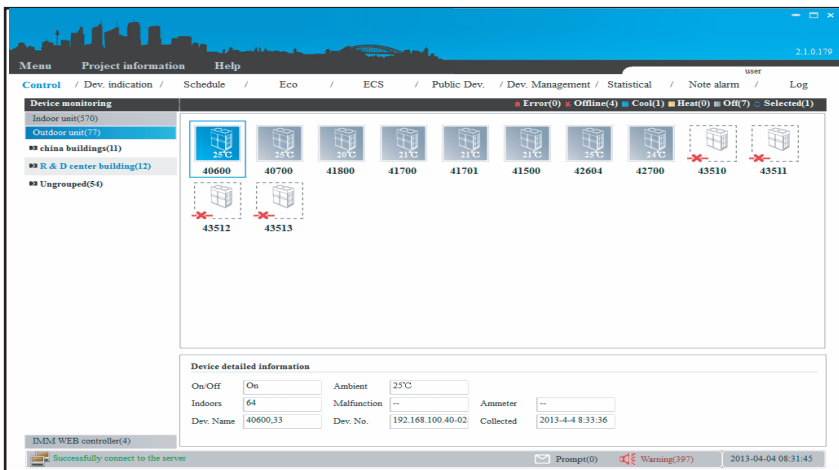 2.1.0.179
Menu Project information Help
user
Control / Dev. indication / Schedule / Eco / ECS / Public Dev. / Dev. Management / Statistical / Note alarm / Log
Device monitoring
Error(0) Offline(4) Cool(1) Heat(0) Off(7) Selected(1)
Indoor unit(570)
Outdoor unit(77)
china buildings(11)
R & D center building(12)
Ungrouped(54)
25°C 25°C 20°C 21°C 21°C 21°C 25°C 24°C
40600 40700 41800 41700 41701 41500 42604 42700 43510 43511
43512 43513
Device detailed information
On/Off On Ambient 25°C
Indoors 64 Malfunction -- Ammeter --
Dev. Name 40600,33 Dev. No. 192.168.100.40-02 Collected 2013-4-4 8:33:36
IMM WEB controller(4)
Successfully connect to the server Prompt(0) Warning(397) 2013-04-04 08:31:45